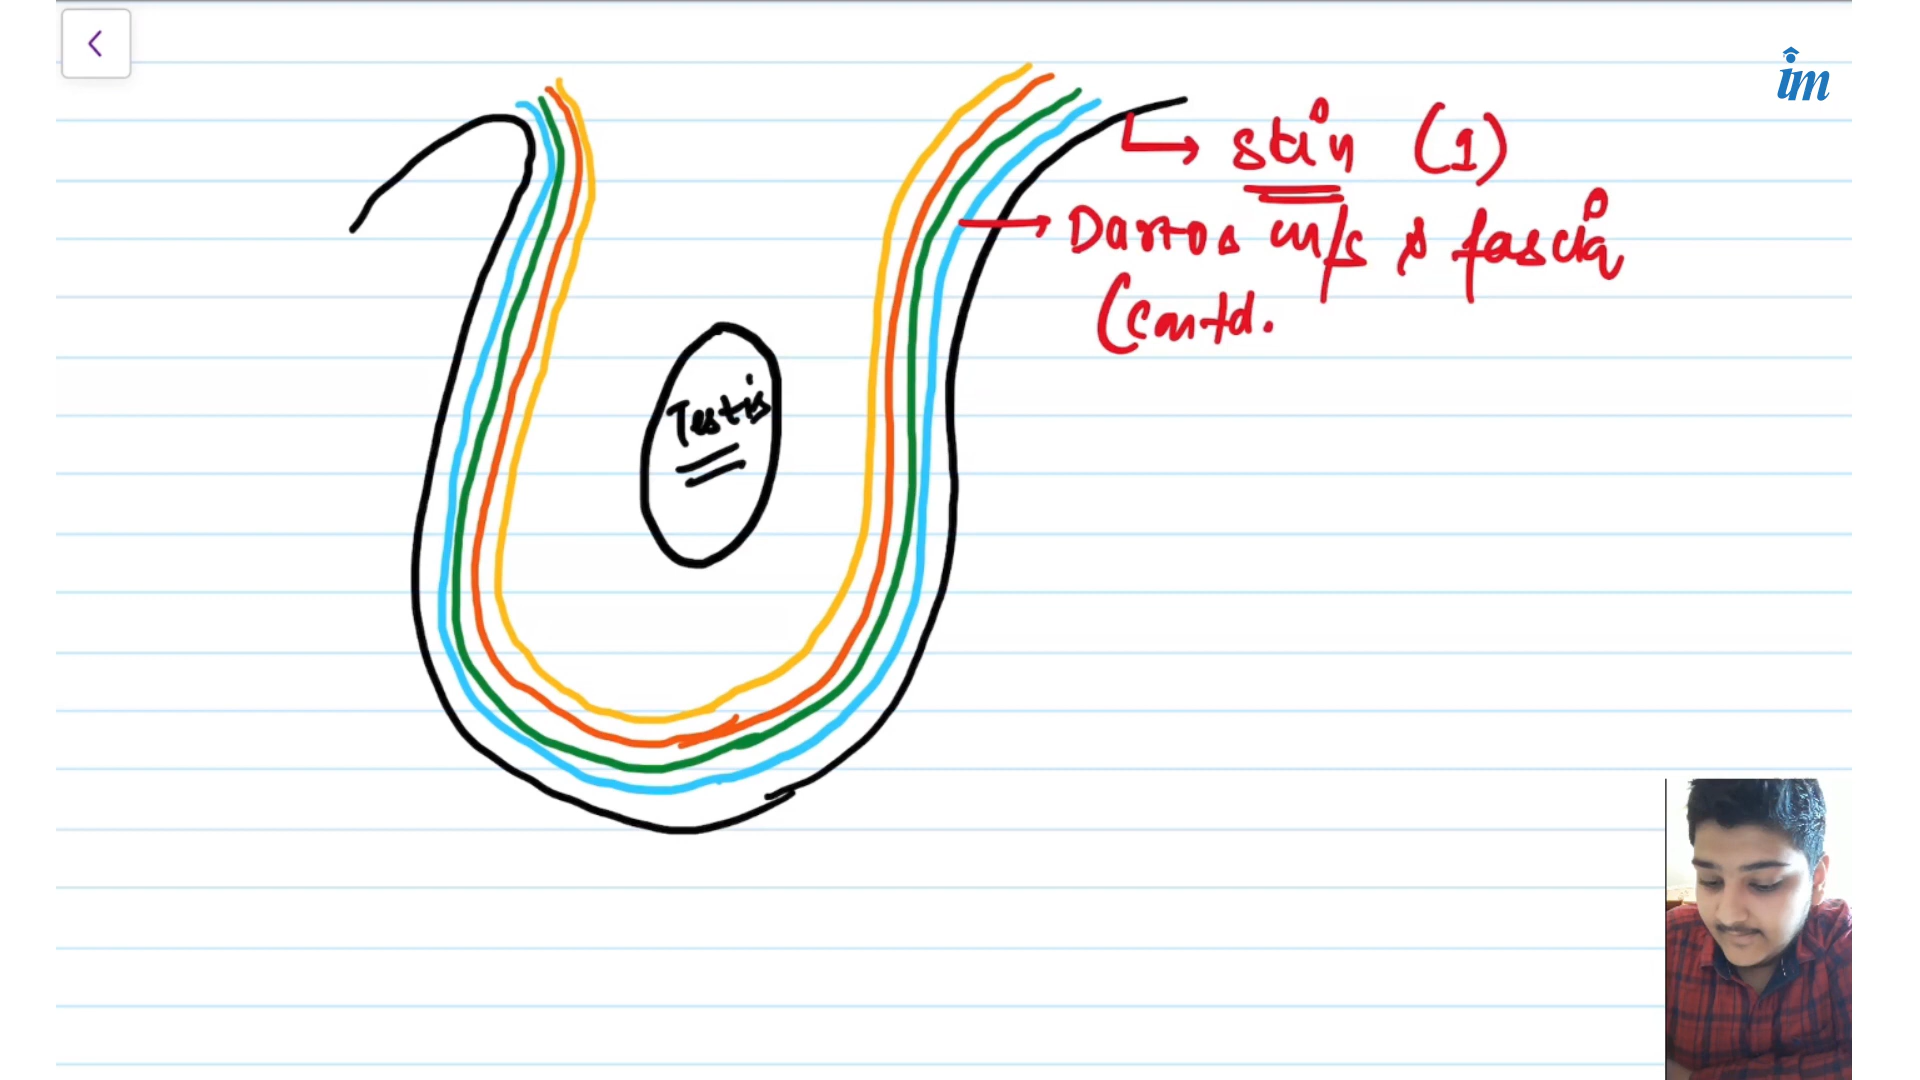 im
skin (1)
Dartos m/s & fascia
(Contd.
Testis